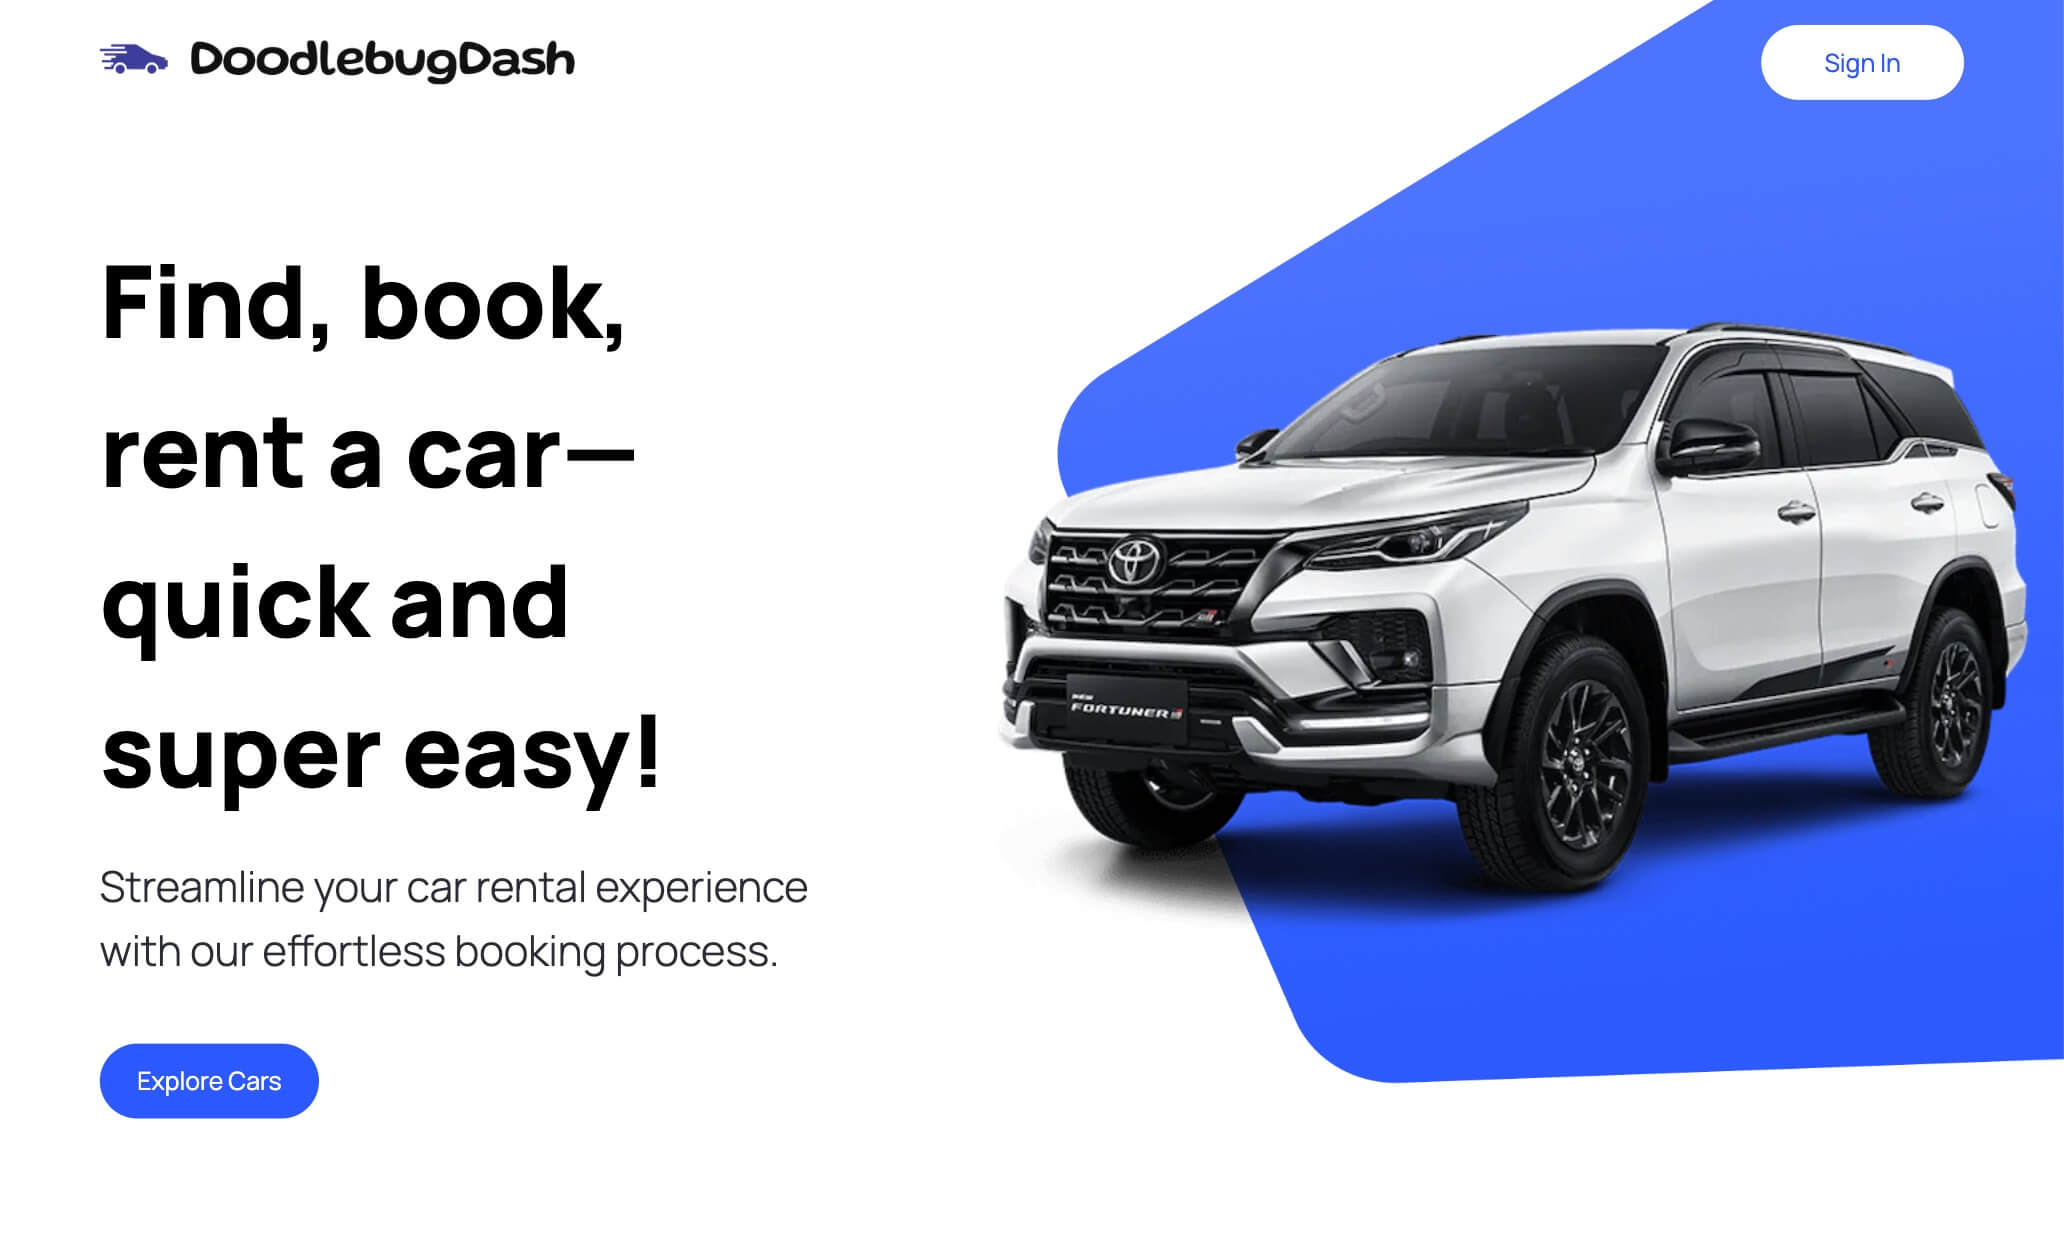 DoodlebugDash
Sign In
Find, book,
rent a car—
quick and
super easy!
Streamline your car rental experience
with our effortless booking process.
Explore Cars
NEW
FORTUNER